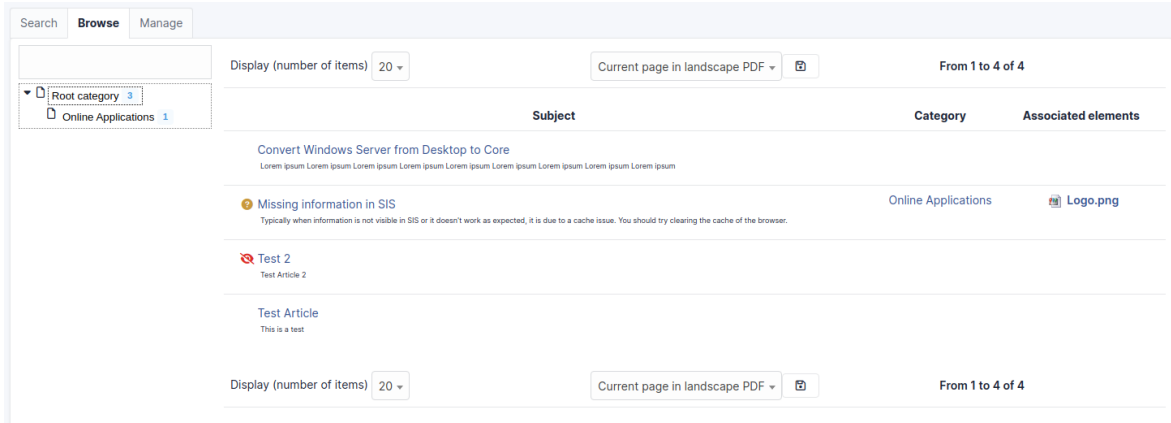 Search Browse Manage
Display (number of items) 20 Current page in landscape PDF From 1 to 4 of 4
Root category 3
Online Applications 1
Subject Category Associated elements
Convert Windows Server from Desktop to Core
Lorem ipsum Lorem ipsum Lorem ipsum Lorem ipsum Lorem ipsum Lorem ipsum Lorem ipsum Lorem ipsum Lorem ipsum
? Missing information in SIS Online Applications Logo.png
Typically when information is not visible in SIS or it doesn't work as expected, it is due to a cache issue. You should try clearing the cache of the browser.
Test 2
Test Article 2
Test Article
This is a test
Display (number of items) 20 Current page in landscape PDF From 1 to 4 of 4